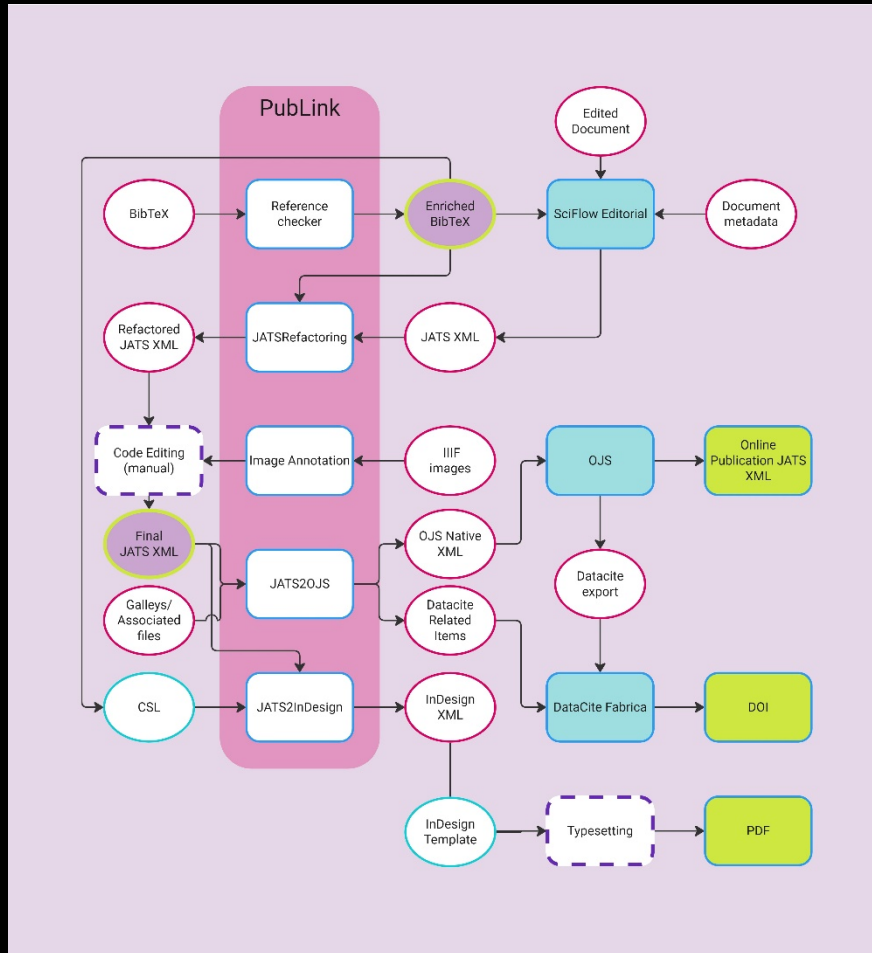 PubLink
Edited
Document
BibTeX
Reference
checker
Enriched
BibTeX
SciFlow Editorial
Document
metadata
Refactored
JATS XML
JATSRefactoring
JATS XML
Code Editing
(manual)
Image Annotation
IIIF
images
OJS
Online
Publication JATS
XML
Final
JATS XML
OJS Native
XML
JATS2OJS
Datacite
export
Galleys/
Associated
files
Datacite
Related
Items
CSL
JATS2InDesign
InDesign
XML
DataCite Fabrica
DOI
InDesign
Template
Typesetting
PDF